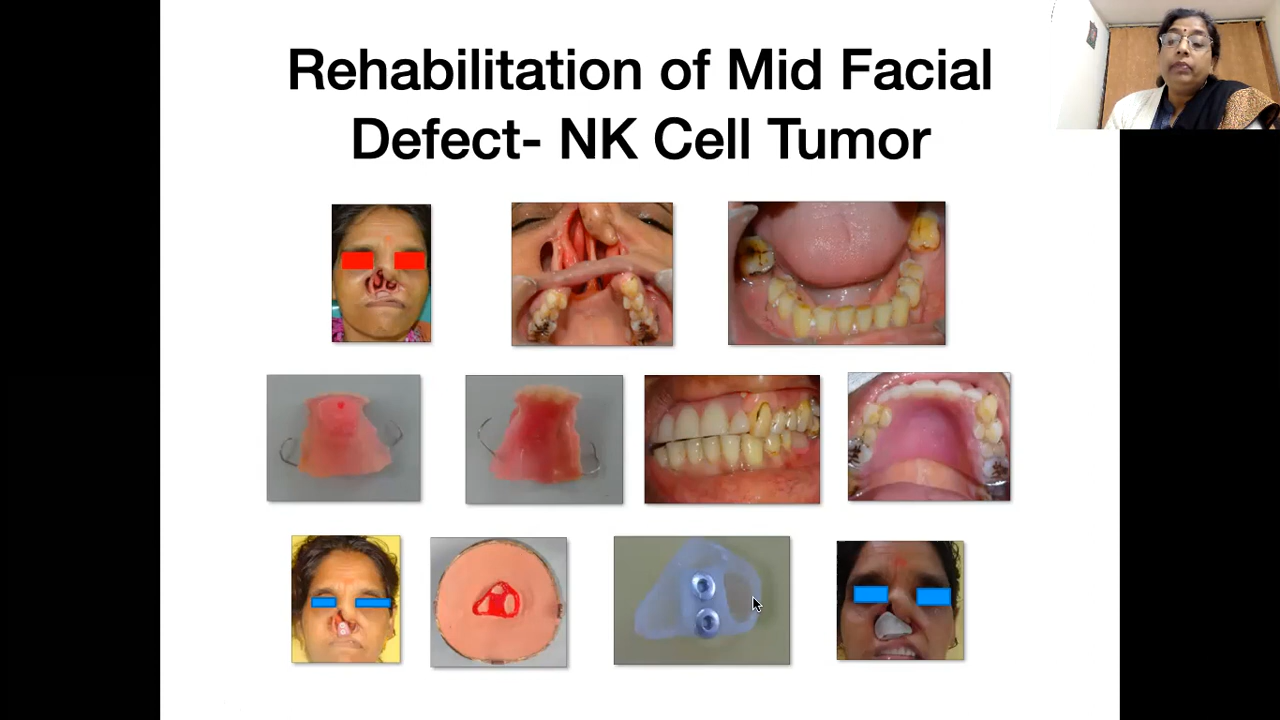 Rehabilitation of Mid Facial
Defect- NK Cell Tumor